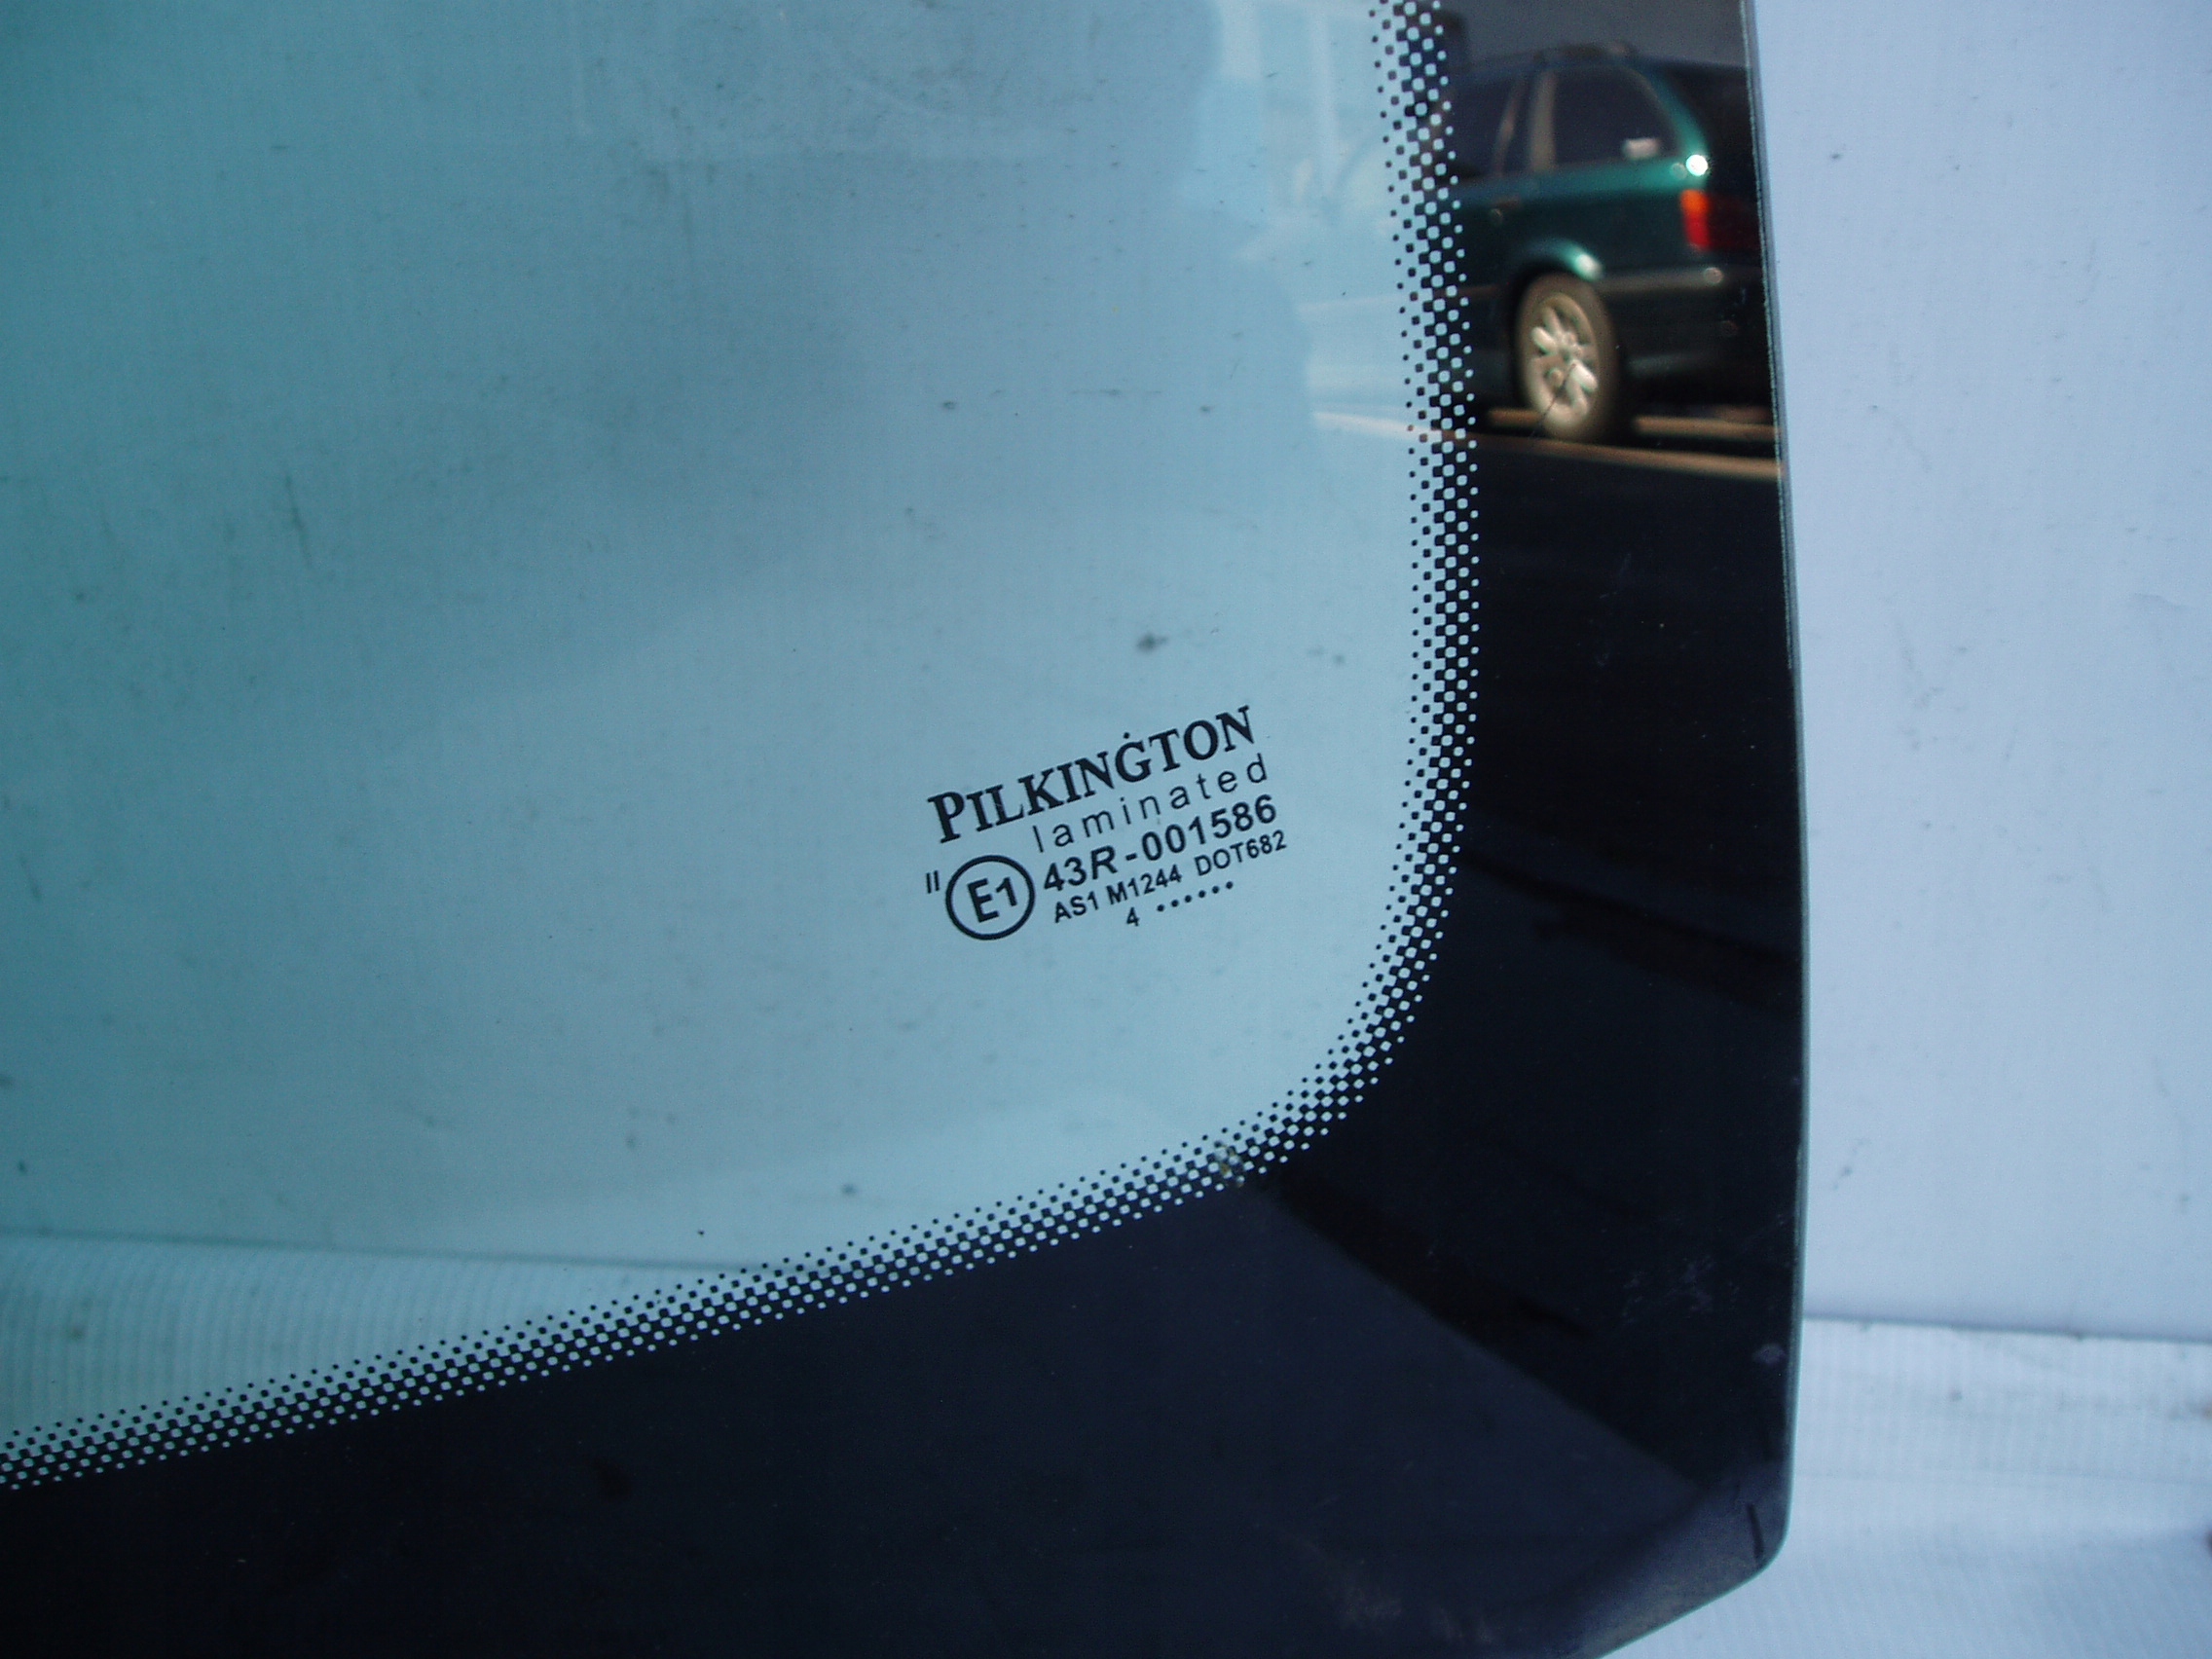 PILKINGTON
laminated
II E1 43R-001586
AS1 M1244 DOT682
4 ••••••